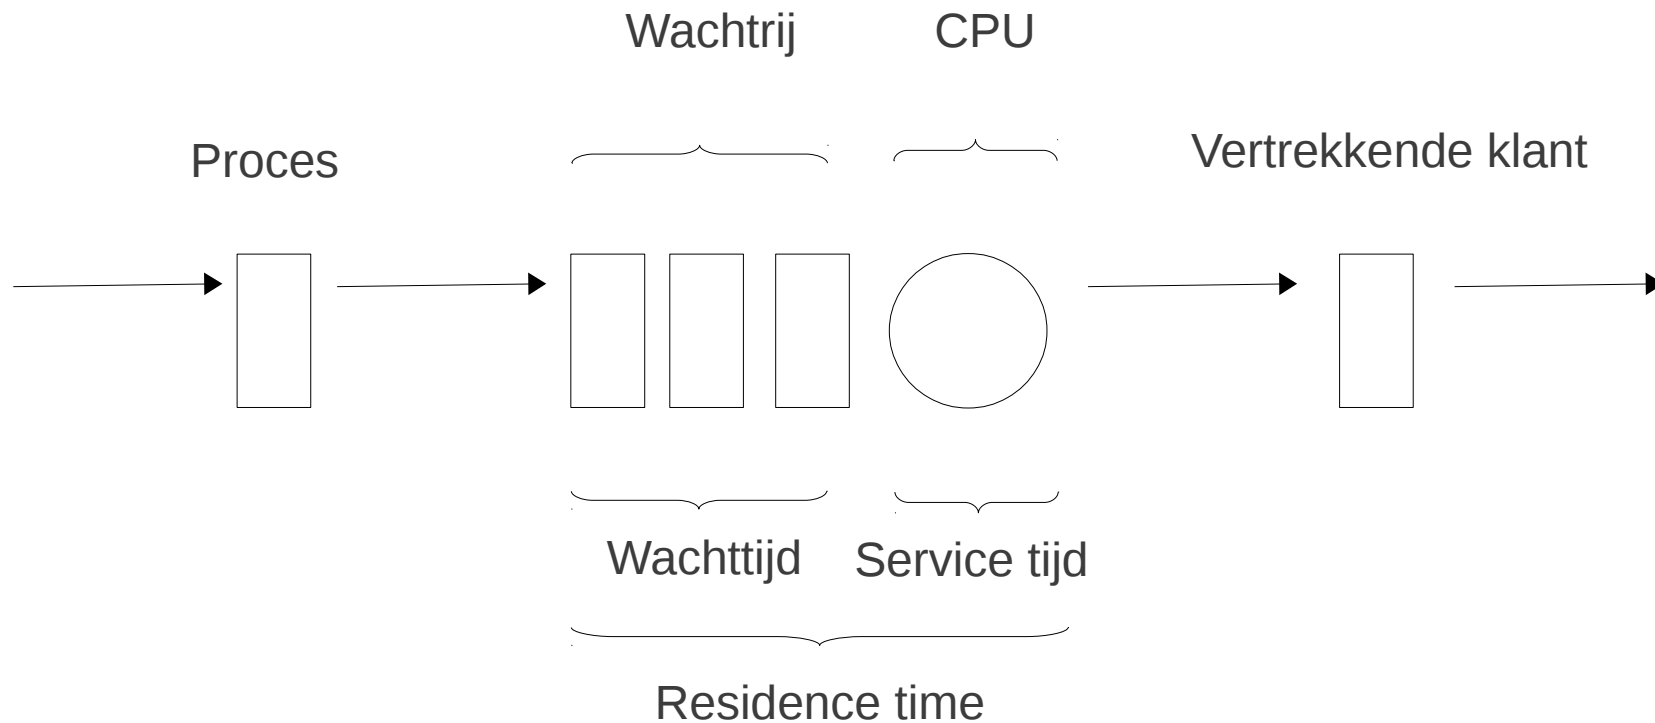 Wachtrij
CPU
Proces
Vertrekkende klant
Wachttijd
Service tijd
Residence time